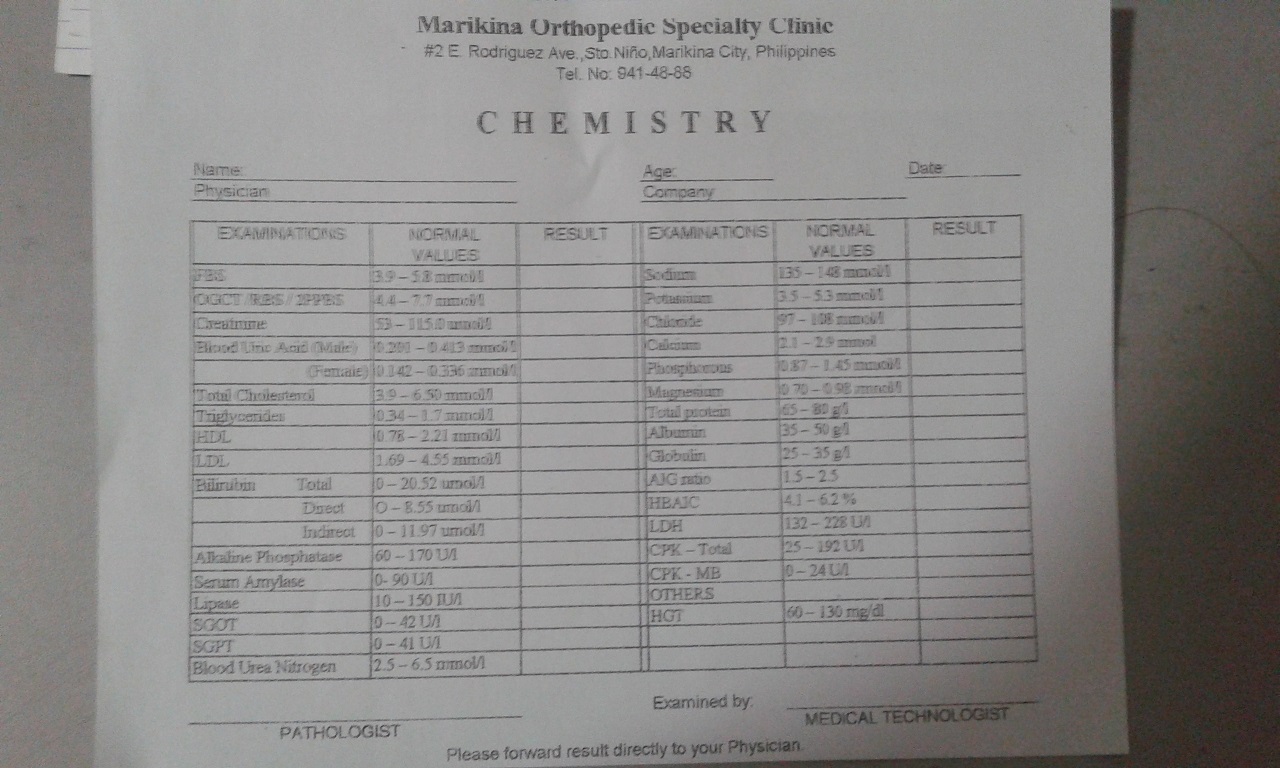 Marikina Orthopedic Specialty Clinic
#2 E. Rodriguez Ave.,Sto.Niño,Marikina City, Philippines
Tel. No: 941-48-88
CHEMISTRY
Name: Age: Date:
Physician Company
EXAMINATIONS NORMAL VALUES RESULT EXAMINATIONS NORMAL VALUES RESULT
FBS 3.9 – 5.8 mmol/l Sodium 135 – 148 mmol/l
OGCT /RBS / 2PPBS 4.4 – 7.7 mmol/l Potassium 3.5 – 5.3 mmol/l
Creatinine 53 – 115.0 umol/l Chloride 97 – 108 mmol/l
Blood Uric Acid (Male) 0.201 – 0.413 mmol/l Calcium 2.1 – 2.9 mmol
(Female) 0.142 – 0.336 mmol/l Phosphorous 0.87 – 1.45 mmol/l
Total Cholesterol 3.9 – 6.50 mmol/l Magnesium 0.70 – 0.98 mmol/l
Triglycerides 0.34 – 1.7 mmol/l Total protein 65 – 80 g/l
HDL 0.78 – 2.21 mmol/l Albumin 35 – 50 g/l
LDL 1.69 – 4.55 mmol/l Globulin 25 – 35 g/l
Bilirubin Total 0 – 20.52 umol/l A/G ratio 1.5 – 2.5
Direct O – 8.55 umol/l HBAIC 4.1 – 6.2 %
Indirect 0 – 11.97 umol/l LDH 132 – 228 U/l
Alkaline Phosphatase 60 – 170 U/l CPK – Total 25 – 192 U/l
Serum Amylase 0- 90 U/l CPK - MB 0 – 24 U/l
Lipase 10 – 150 IU/l OTHERS
SGOT 0 – 42 U/l HGT 60 – 130 mg/dl
SGPT 0 – 41 U/l
Blood Urea Nitrogen 2.5 – 6.5 mmol/l
Examined by:
PATHOLOGIST MEDICAL TECHNOLOGIST
Please forward result directly to your Physician.